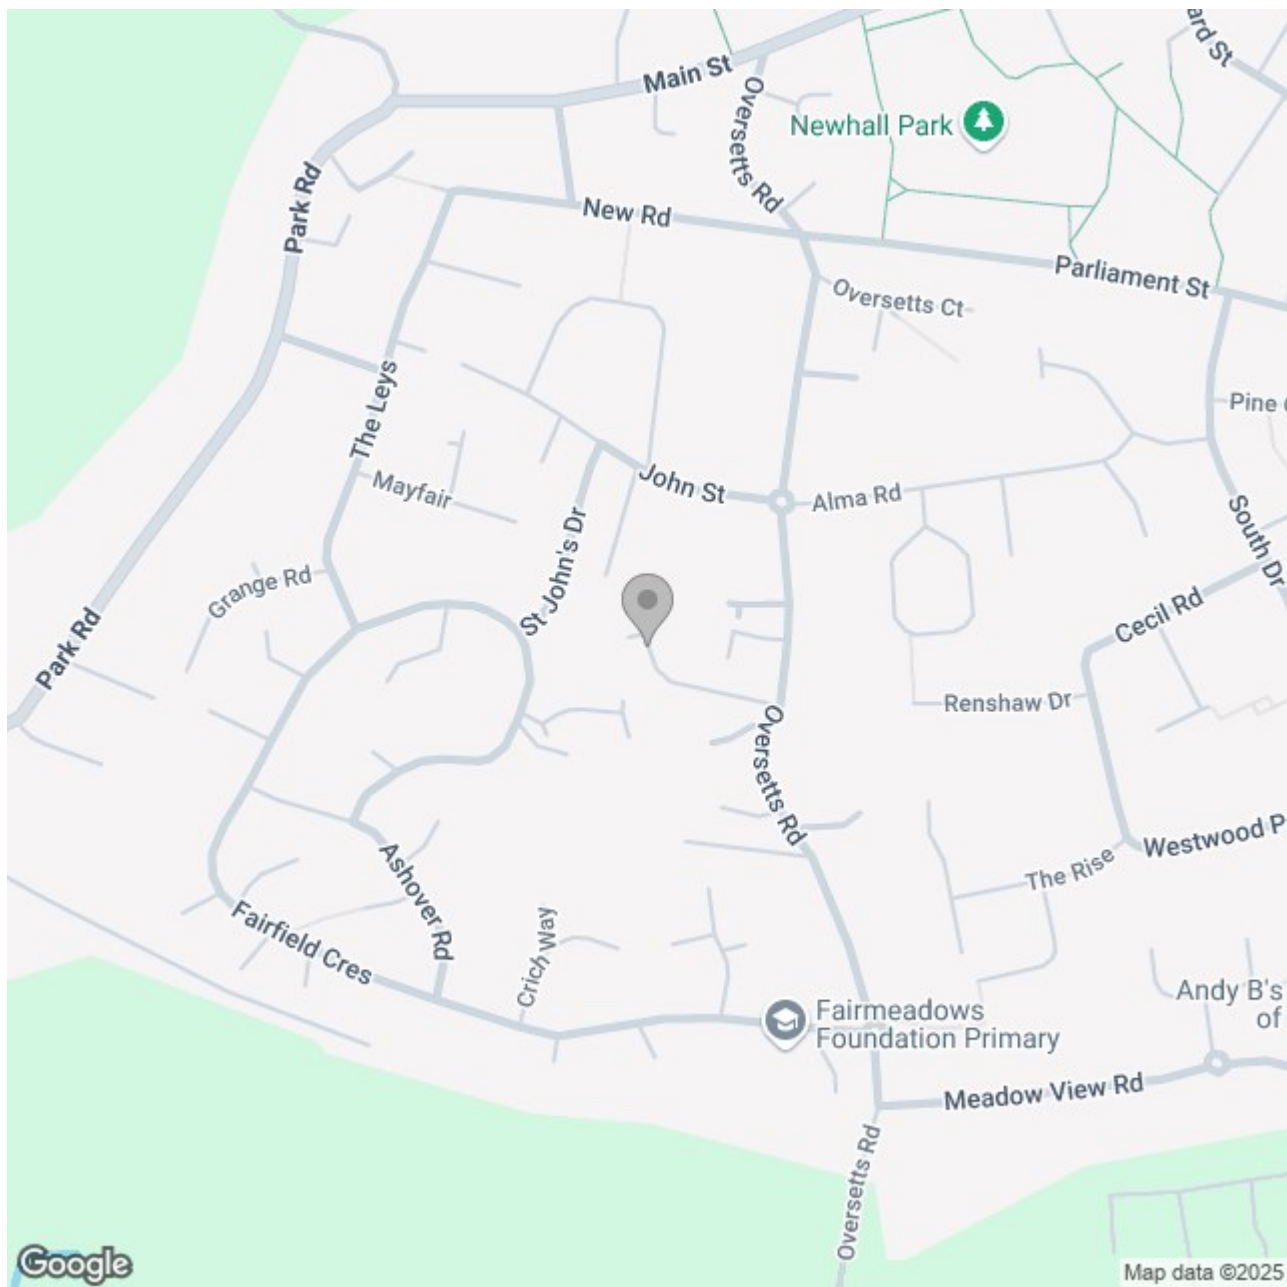 ard St
Main St
Oversetts Rd
Newhall Park
Park Rd
New Rd
Parliament St
Oversetts Ct
The Leys
Pine
Mayfair
John St
Alma Rd
South Dr
St John's Dr
Grange Rd
Cecil Rd
Park Rd
Renshaw Dr
Oversetts Rd
Westwood P
The Rise
Ashover Rd
Fairfield Cres
Crich Way
Andy B's
of
Fairmeadows
Foundation Primary
Meadow View Rd
Oversetts Rd
Google
Map data ©2025